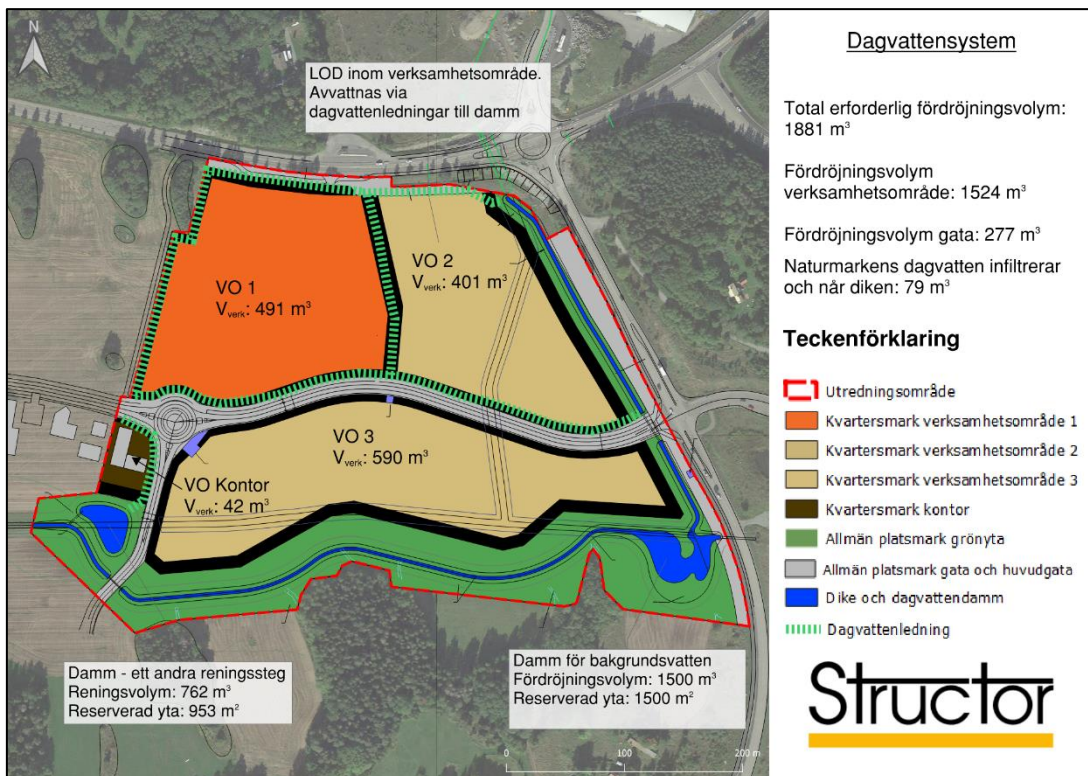 N
LOD inom verksamhetsområde.
Avvattnas via
dagvattenledningar till damm
VO 1
V_verk: 491 m³
VO 2
V_verk: 401 m³
VO 3
V_verk: 590 m³
VO Kontor
V_verk: 42 m³
Damm - ett andra reningssteg
Reningsvolym: 762 m³
Reserverad yta: 953 m²
Damm för bakgrundsvatten
Fördröjningsvolym: 1500 m³
Reserverad yta: 1500 m²
0 100 200 m
Dagvattensystem
Total erforderlig fördröjningsvolym:
1881 m³
Fördröjningsvolym
verksamhetsområde: 1524 m³
Fördröjningsvolym gata: 277 m³
Naturmarkens dagvatten infiltrerar
och når diken: 79 m³
Teckenförklaring
Utredningsområde
Kvartersmark verksamhetsområde 1
Kvartersmark verksamhetsområde 2
Kvartersmark verksamhetsområde 3
Kvartersmark kontor
Allmän platsmark grönyta
Allmän platsmark gata och huvudgata
Dike och dagvattendamm
Dagvattenledning
Structor